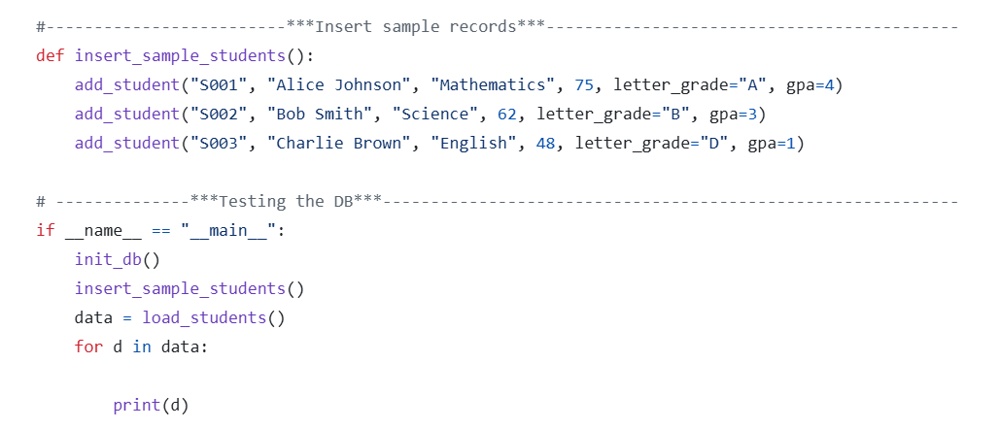 #-------------------------***Insert sample records***-------------------------------------------
def insert_sample_students():
    add_student("S001", "Alice Johnson", "Mathematics", 75, letter_grade="A", gpa=4)
    add_student("S002", "Bob Smith", "Science", 62, letter_grade="B", gpa=3)
    add_student("S003", "Charlie Brown", "English", 48, letter_grade="D", gpa=1)
# --------------***Testing the DB***------------------------------------------------------------
if __name__ == "__main__":
    init_db()
    insert_sample_students()
    data = load_students()
    for d in data:
        print(d)